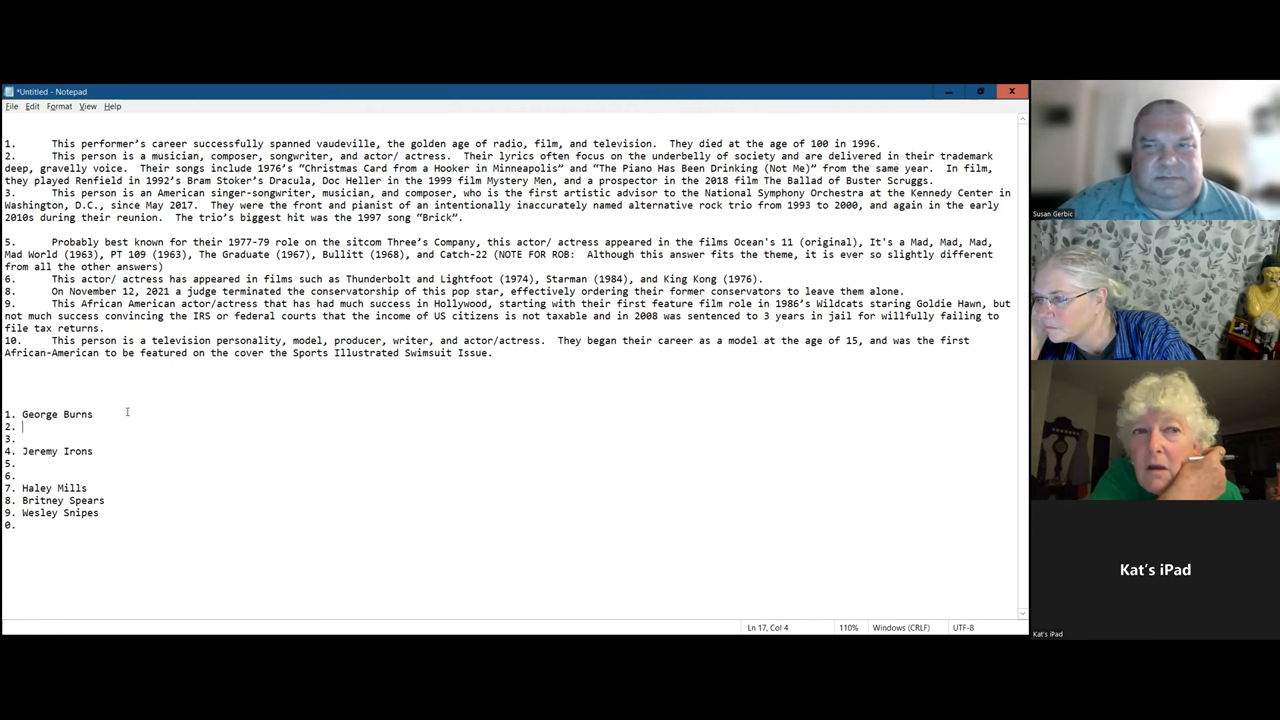 *Untitled - Notepad
File Edit Format View Help
1. This performer's career successfully spanned vaudeville, the golden age of radio, film, and television. They died at the age of 100 in 1996.
2. This person is a musician, composer, songwriter, and actor/ actress. Their lyrics often focus on the underbelly of society and are delivered in their trademark
deep, gravelly voice. Their songs include 1976's "Christmas Card from a Hooker in Minneapolis" and "The Piano Has Been Drinking (Not Me)" from the same year. In film,
they played Renfield in 1992's Bram Stoker's Dracula, Doc Heller in the 1999 film Mystery Men, and a prospector in the 2018 film The Ballad of Buster Scruggs.
3. This person is an American singer-songwriter, musician, and composer, who is the first artistic advisor to the National Symphony Orchestra at the Kennedy Center in
Washington, D.C., since May 2017. They were the front and pianist of an intentionally inaccurately named alternative rock trio from 1993 to 2000, and again in the early
2010s during their reunion. The trio's biggest hit was the 1997 song "Brick".
5. Probably best known for their 1977-79 role on the sitcom Three's Company, this actor/ actress appeared in the films Ocean's 11 (original), It's a Mad, Mad, Mad,
Mad World (1963), PT 109 (1963), The Graduate (1967), Bullitt (1968), and Catch-22 (NOTE FOR ROB: Although this answer fits the theme, it is ever so slightly different
from all the other answers)
6. This actor/ actress has appeared in films such as Thunderbolt and Lightfoot (1974), Starman (1984), and King Kong (1976).
8. On November 12, 2021 a judge terminated the conservatorship of this pop star, effectively ordering their former conservators to leave them alone.
9. This African American actor/actress that has had much success in Hollywood, starting with their first feature film role in 1986's Wildcats staring Goldie Hawn, but
not much success convincing the IRS or federal courts that the income of US citizens is not taxable and in 2008 was sentenced to 3 years in jail for willfully failing to
file tax returns.
10. This person is a television personality, model, producer, writer, and actor/actress. They began their career as a model at the age of 15, and was the first
African-American to be featured on the cover the Sports Illustrated Swimsuit Issue.
1. George Burns
2.
3.
4. Jeremy Irons
5.
6.
7. Haley Mills
8. Britney Spears
9. Wesley Snipes
0.
Ln 17, Col 4 110% Windows (CRLF) UTF-8
Susan Gerbic
Kat's iPad
Kat's iPad